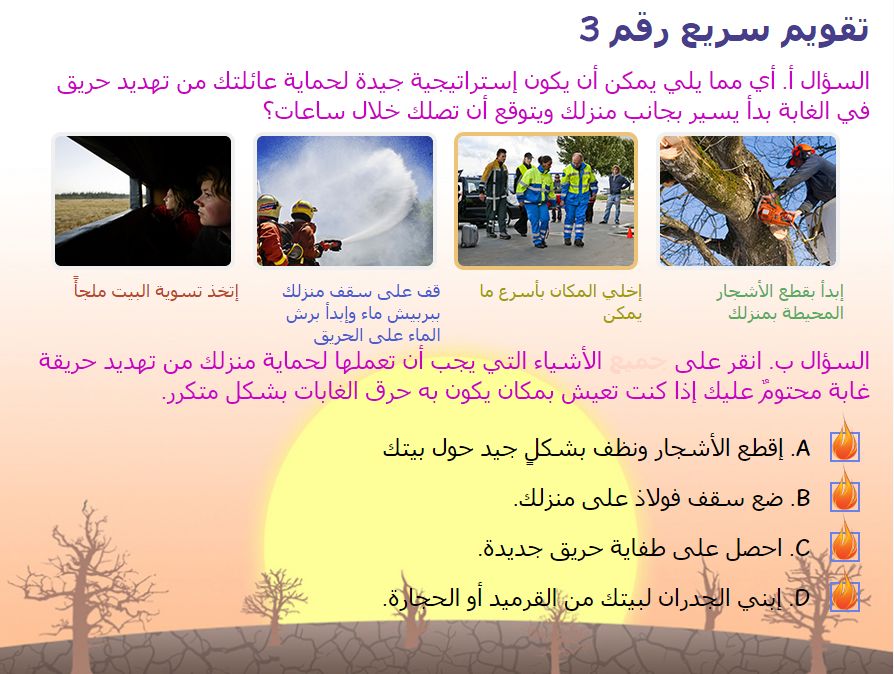 تقويم سريع رقم 3
السؤال أ. أي مما يلي يمكن أن يكون إستراتيجية جيدة لحماية عائلتك من تهديد حريق
في الغابة بدأ يسير بجانب منزلك ويتوقع أن تصلك خلال ساعات؟
إبدأ بقطع الأشجار
المحيطة بمنزلك
إخلي المكان بأسرع ما
يمكن
قف على سقف منزلك
ببربيش ماء وإبدأ برش
الماء على الحريق
إتخذ تسوية البيت ملجأً
السؤال ب. انقر على جميع الأشياء التي يجب أن تعملها لحماية منزلك من تهديد حريقة
غابة محتومٌ عليك إذا كنت تعيش بمكان يكون به حرق الغابات بشكل متكرر.
A. إقطع الأشجار ونظف بشكلٍ جيد حول بيتك
B. ضع سقف فولاذ على منزلك.
C. احصل على طفاية حريق جديدة.
D. إبني الجدران لبيتك من القرميد أو الحجارة.